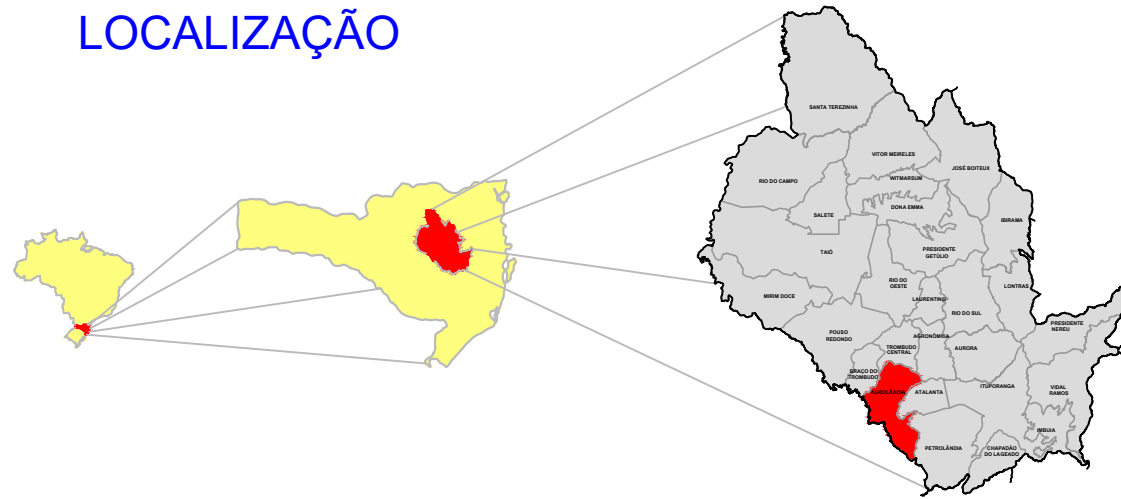 LOCALIZAÇÃO
SANTA TEREZINHA
VITOR MEIRELES
JOSÉ BOITEUX
RIO DO CAMPO
WITMARSUM
DONA EMMA
SALETE
IBIRAMA
TAIÓ
PRESIDENTE
GETÚLIO
RIO DO
OESTE
LONTRAS
MIRIM DOCE
LAURENTINO
RIO DO SUL
PRESIDENTE
NEREU
POUSO
REDONDO
AGRONÔMISA
TROMBUDO
CENTRAL
AURORA
BRAÇO DO
TROMBUDO
AGROLÂNDIA
ATALANTA
ITUPORANGA
VIDAL
RAMOS
IMBUIA
PETROLÂNDIA
CHAPADÃO
DO LAGEADO